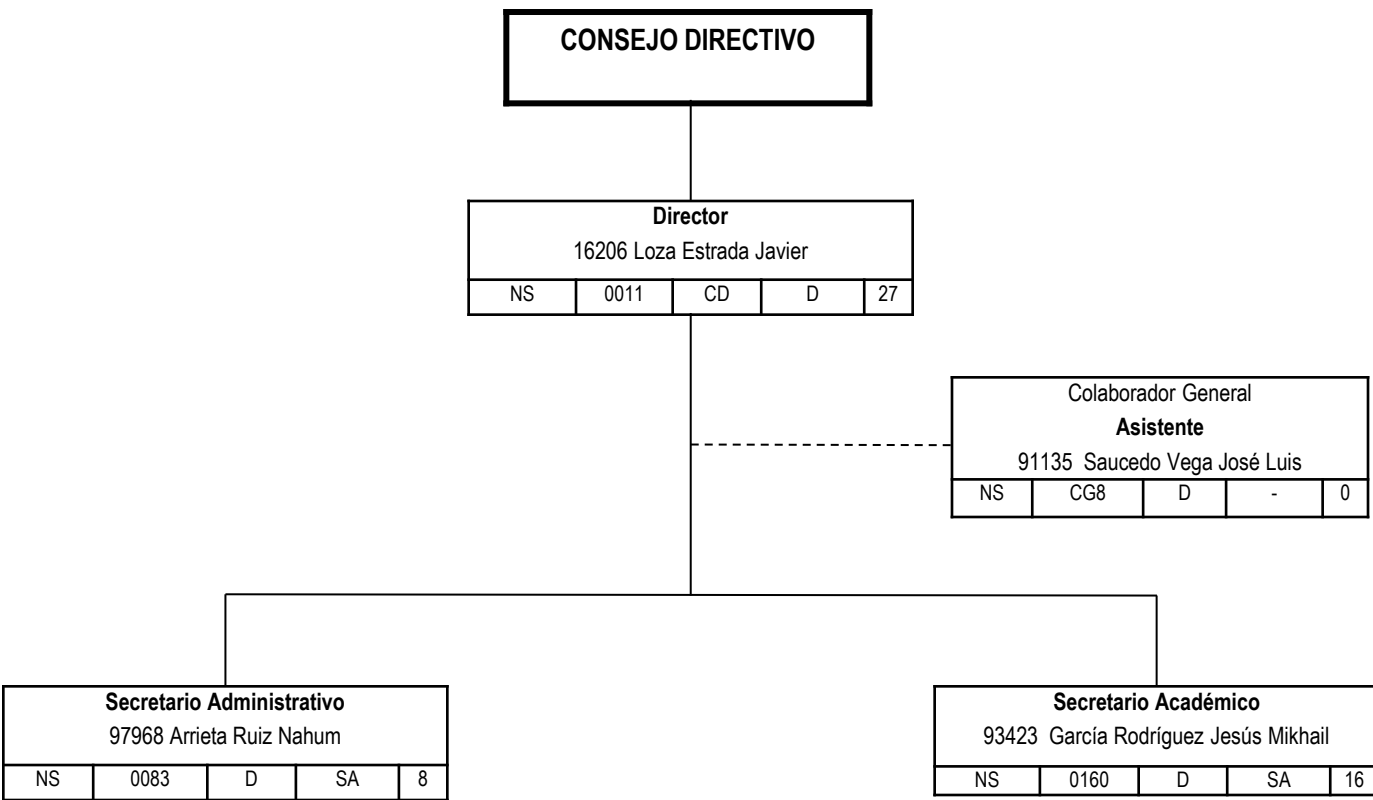 CONSEJO DIRECTIVO
Director
16206 Loza Estrada Javier
NS 0011 CD D 27
Colaborador General
Asistente
91135 Saucedo Vega José Luis
NS CG8 D - 0
Secretario Administrativo
97968 Arrieta Ruiz Nahum
NS 0083 D SA 8
Secretario Académico
93423 García Rodríguez Jesús Mikhail
NS 0160 D SA 16